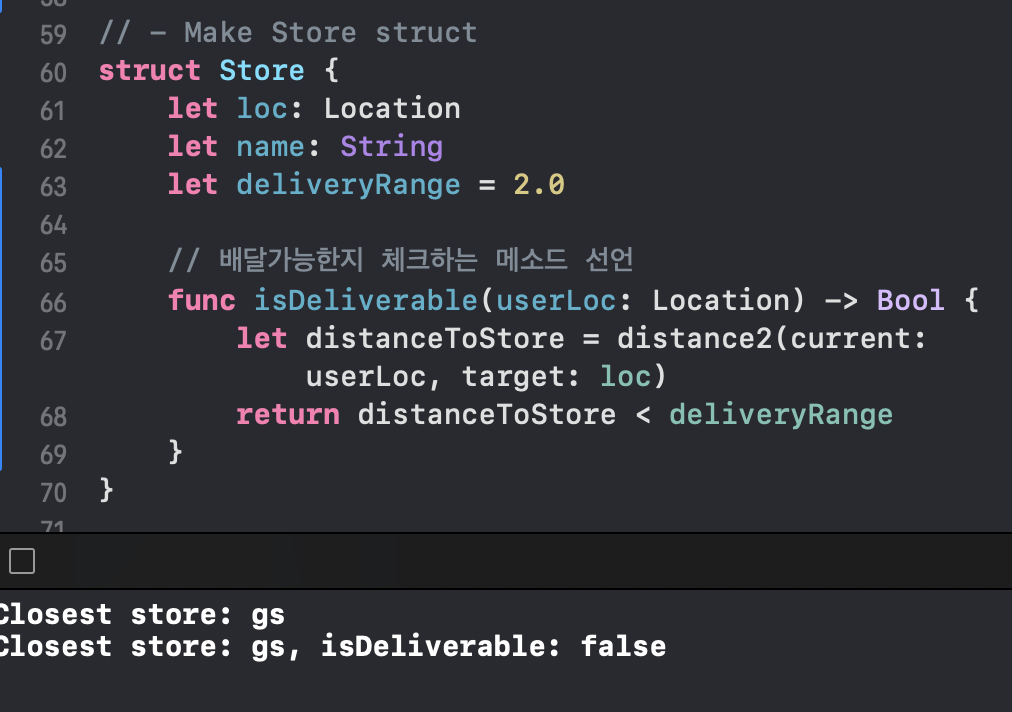 59 // – Make Store struct
60 struct Store {
61 let loc: Location
62 let name: String
63 let deliveryRange = 2.0
64
65 // 배달가능한지 체크하는 메소드 선언
66 func isDeliverable(userLoc: Location) -> Bool {
67 let distanceToStore = distance2(current:
userLoc, target: loc)
68 return distanceToStore < deliveryRange
69 }
70 }
71
Closest store: gs
Closest store: gs, isDeliverable: false